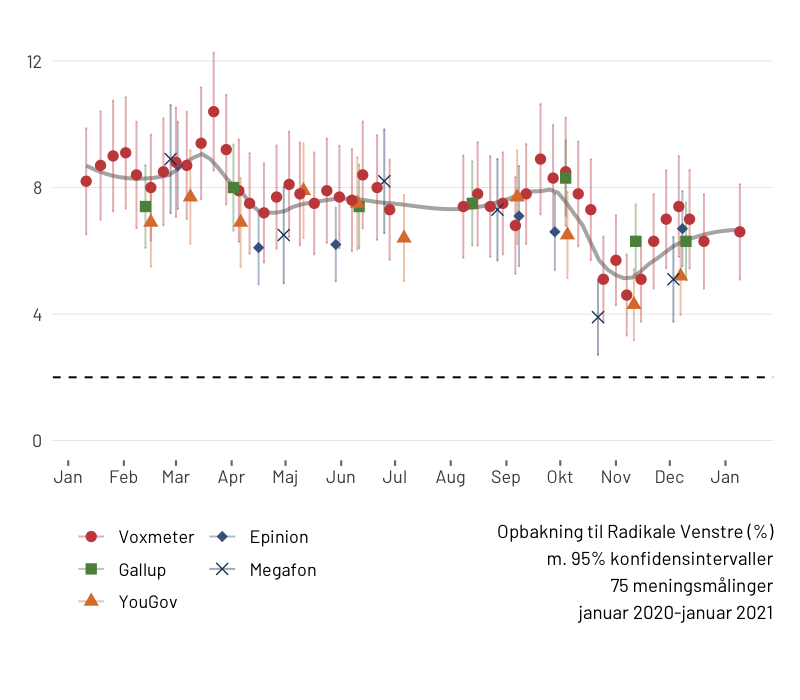 12
8
4
0
Jan Feb Mar Apr Maj Jun Jul Aug Sep Okt Nov Dec Jan
Voxmeter Epinion
Gallup Megafon
YouGov
Opbakning til Radikale Venstre (%)
m. 95% konfidensintervaller
75 meningsmålinger
januar 2020-januar 2021